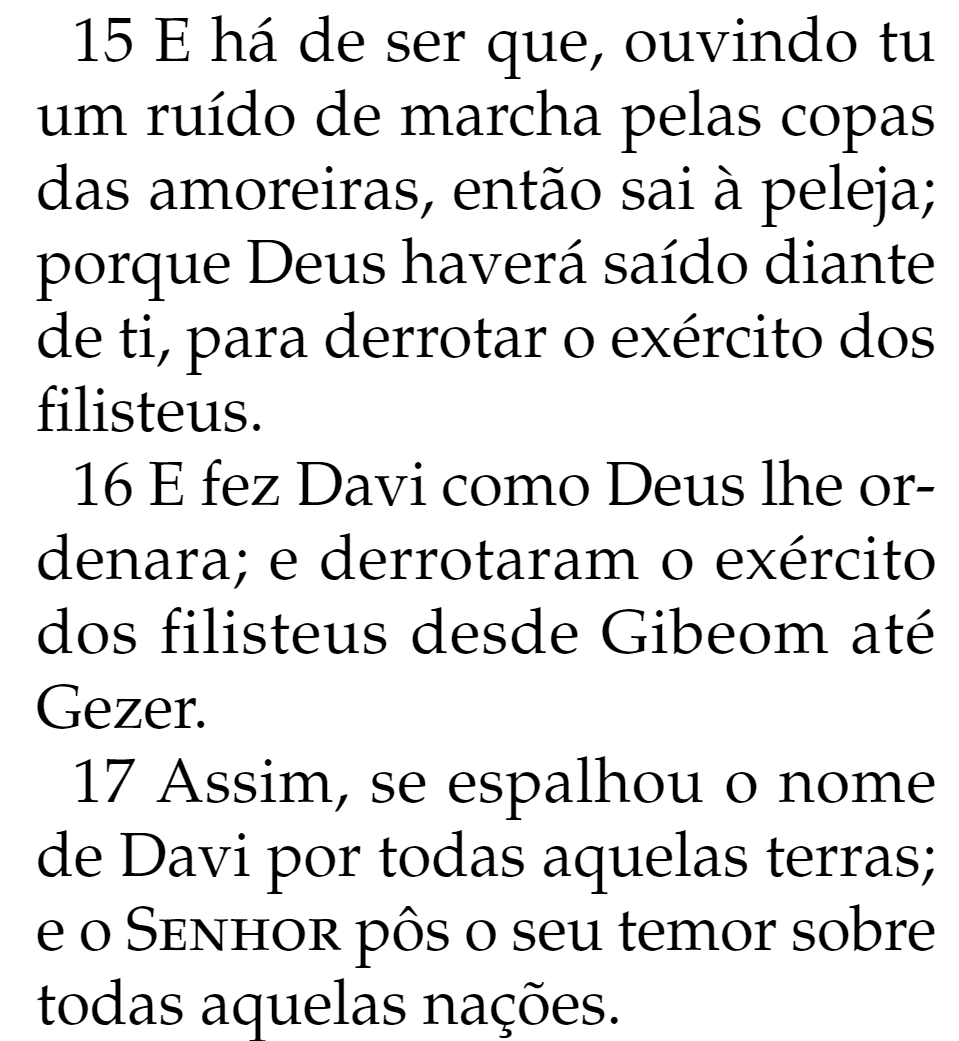 15 E há de ser que, ouvindo tu
um ruído de marcha pelas copas
das amoreiras, então sai à peleja;
porque Deus haverá saído diante
de ti, para derrotar o exército dos
filisteus.
16 E fez Davi como Deus lhe or-
denara; e derrotaram o exército
dos filisteus desde Gibeom até
Gezer.
17 Assim, se espalhou o nome
de Davi por todas aquelas terras;
e o SENHOR pôs o seu temor sobre
todas aquelas nações.